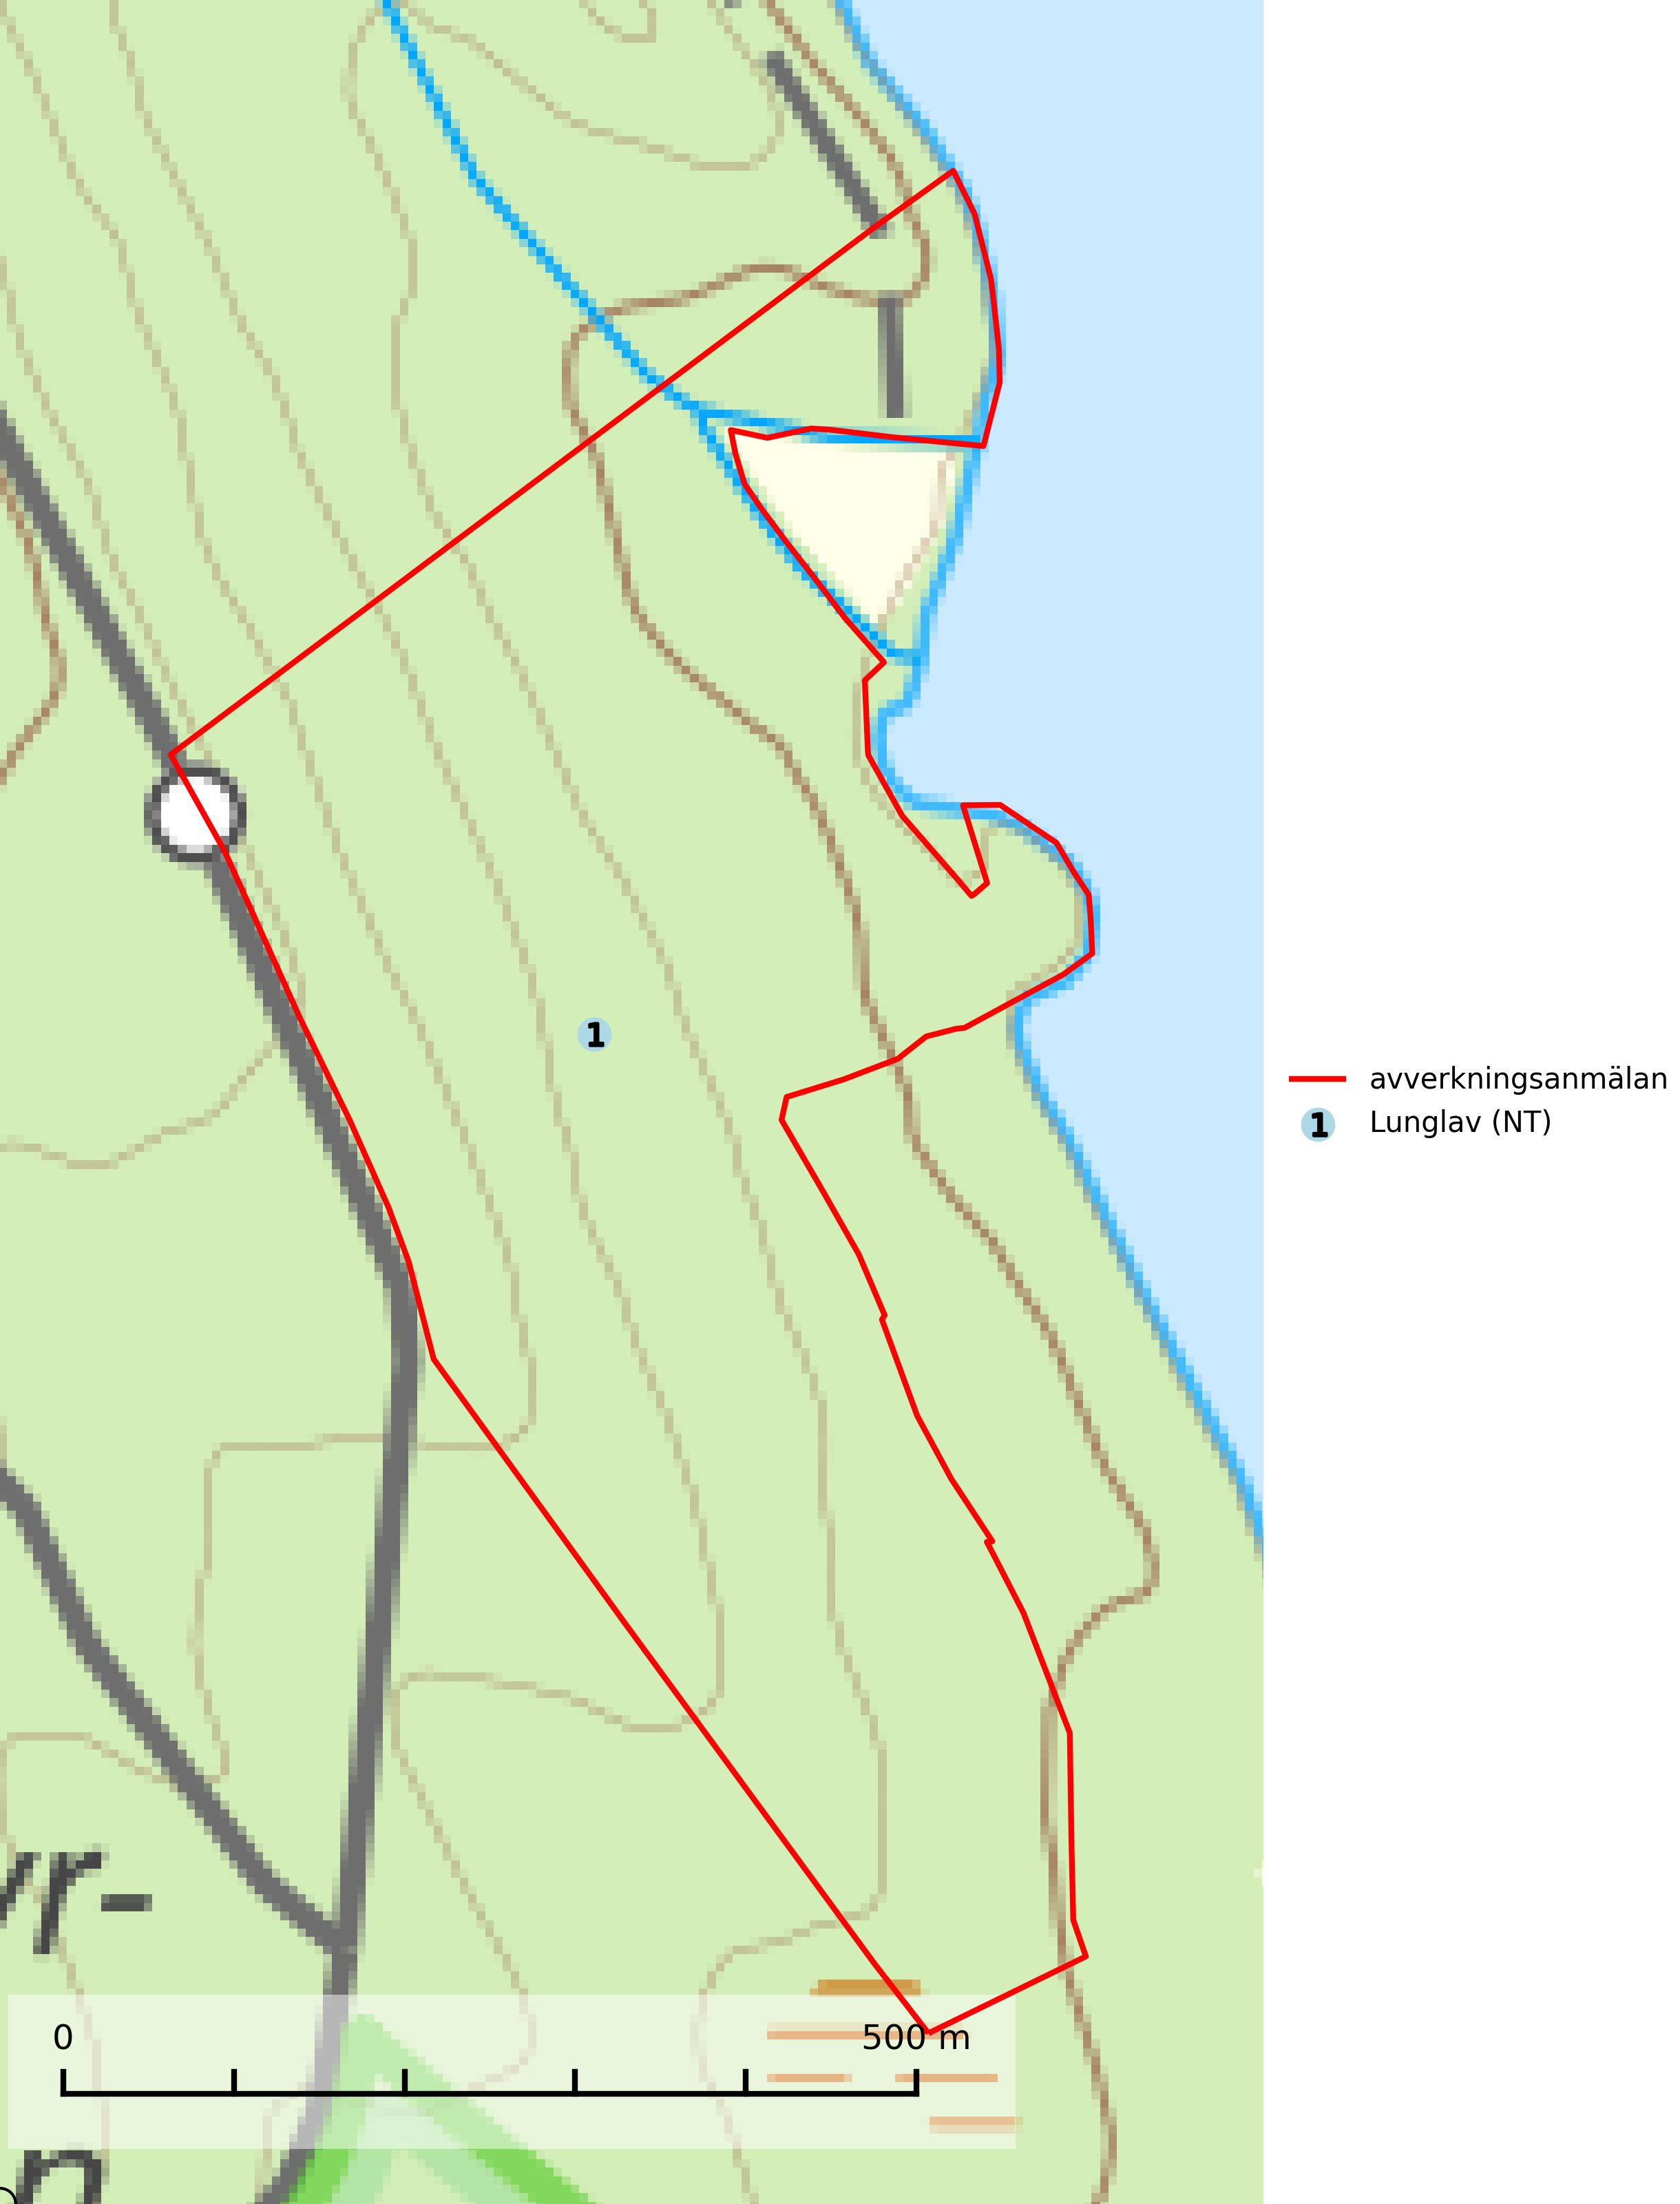 1
avverkningsanmälan
1 Lunglav (NT)
r-
0 500 m